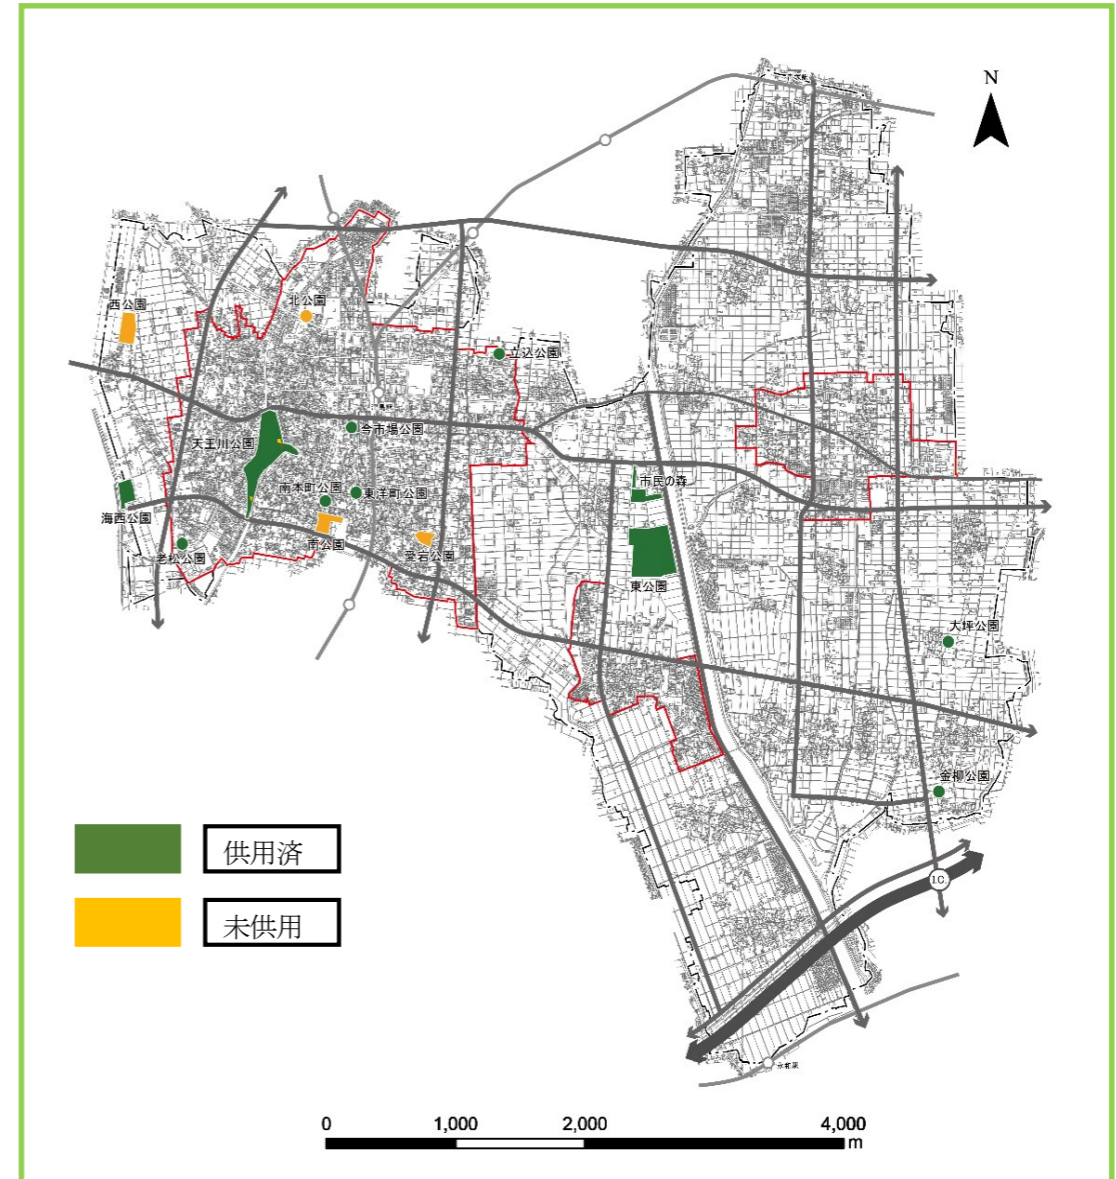 N
西公園
北公園
立込公園
天王川公園
今市場公園
市民の森
南本町公園
東洋町公園
海西公園
老松公園
南公園
愛宕公園
東公園
大坪公園
金柳公園
供用済
I.C.
未供用
永和駅
0
1,000
2,000
4,000
m